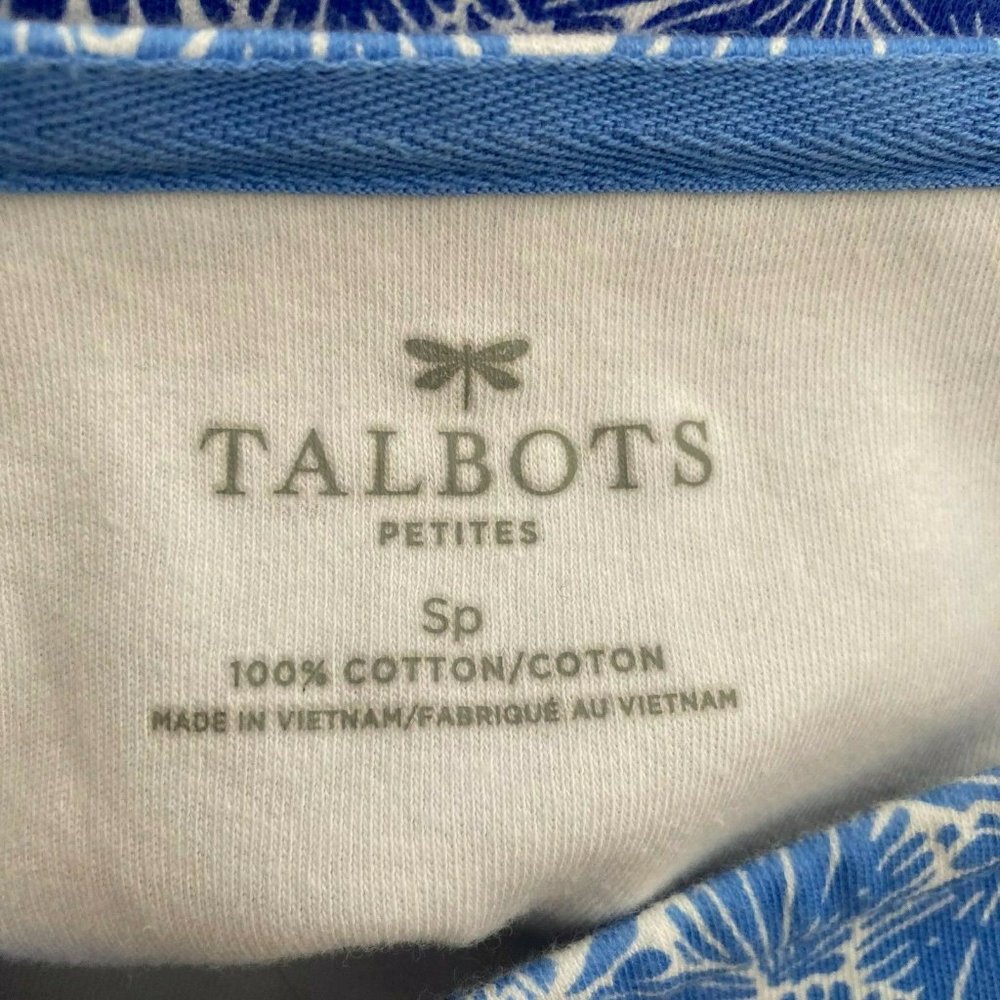 TALBOTS
PETITES
Sp
100% COTTON/COTON
MADE IN VIETNAM/FABRIQUÉ AU VIETNAM